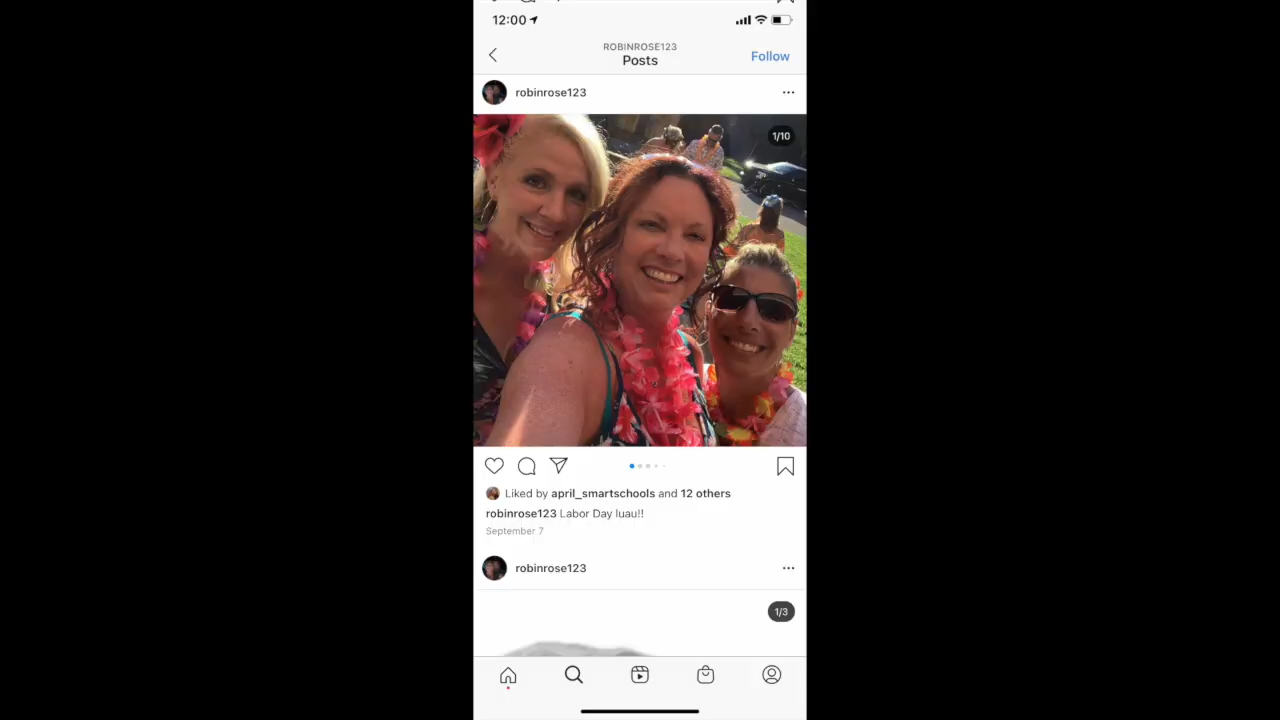 12:00
ROBINROSE123
Posts
Follow
robinrose123
1/10
Liked by april_smartschools and 12 others
robinrose123 Labor Day luau!!
September 7
robinrose123
1/3